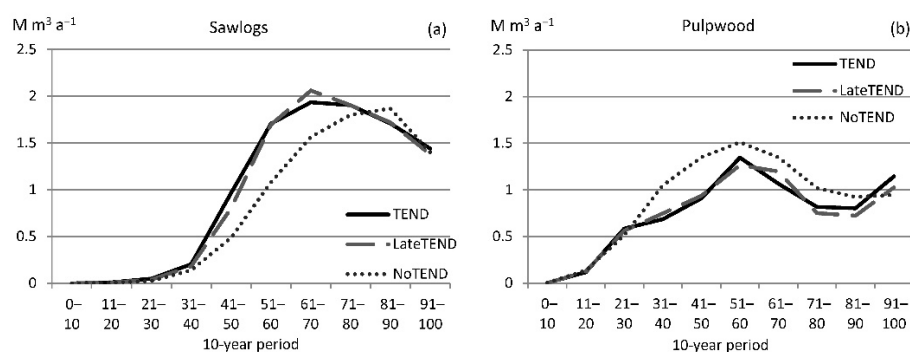 M m³ a⁻¹
Sawlogs
(a)
2.5
2
1.5
1
0.5
0
TEND
LateTEND
NoTEND
0– 11– 21– 31– 41– 51– 61– 71– 81– 91–
10 20 30 40 50 60 70 80 90 100
10-year period
M m³ a⁻¹
Pulpwood
(b)
2.5
2
1.5
1
0.5
0
TEND
LateTEND
NoTEND
0– 11– 21– 31– 41– 51– 61– 71– 81– 91–
10 20 30 40 50 60 70 80 90 100
10-year period